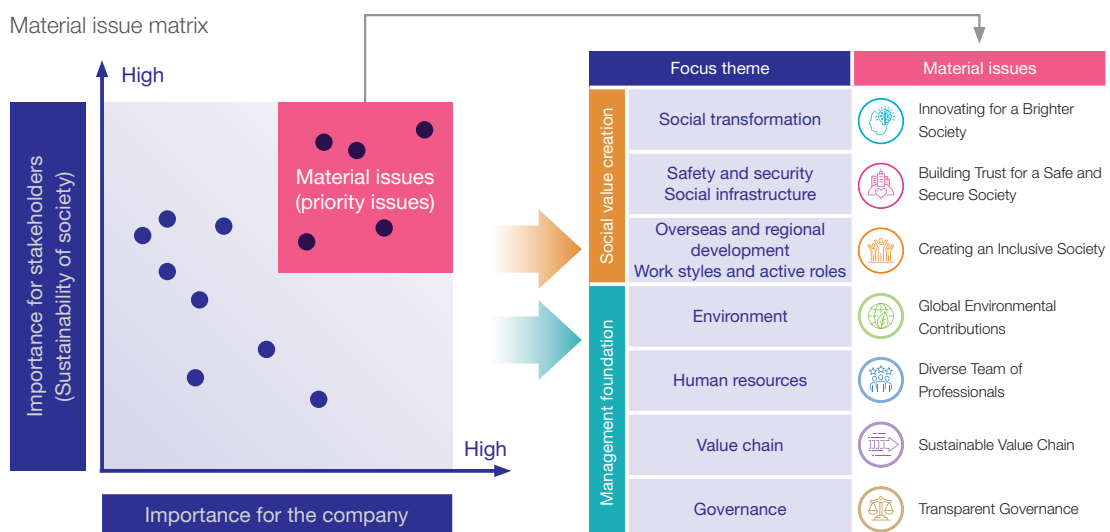 Material issue matrix
High
Importance for stakeholders
(Sustainability of society)
Material issues
(priority issues)
High
Importance for the company
Focus theme
Material issues
Social value creation
Social transformation
Innovating for a Brighter
Society
Safety and security
Social infrastructure
Building Trust for a Safe and
Secure Society
Overseas and regional
development
Work styles and active roles
Creating an Inclusive Society
Management foundation
Environment
Global Environmental
Contributions
Human resources
Diverse Team of
Professionals
Value chain
Sustainable Value Chain
Governance
Transparent Governance